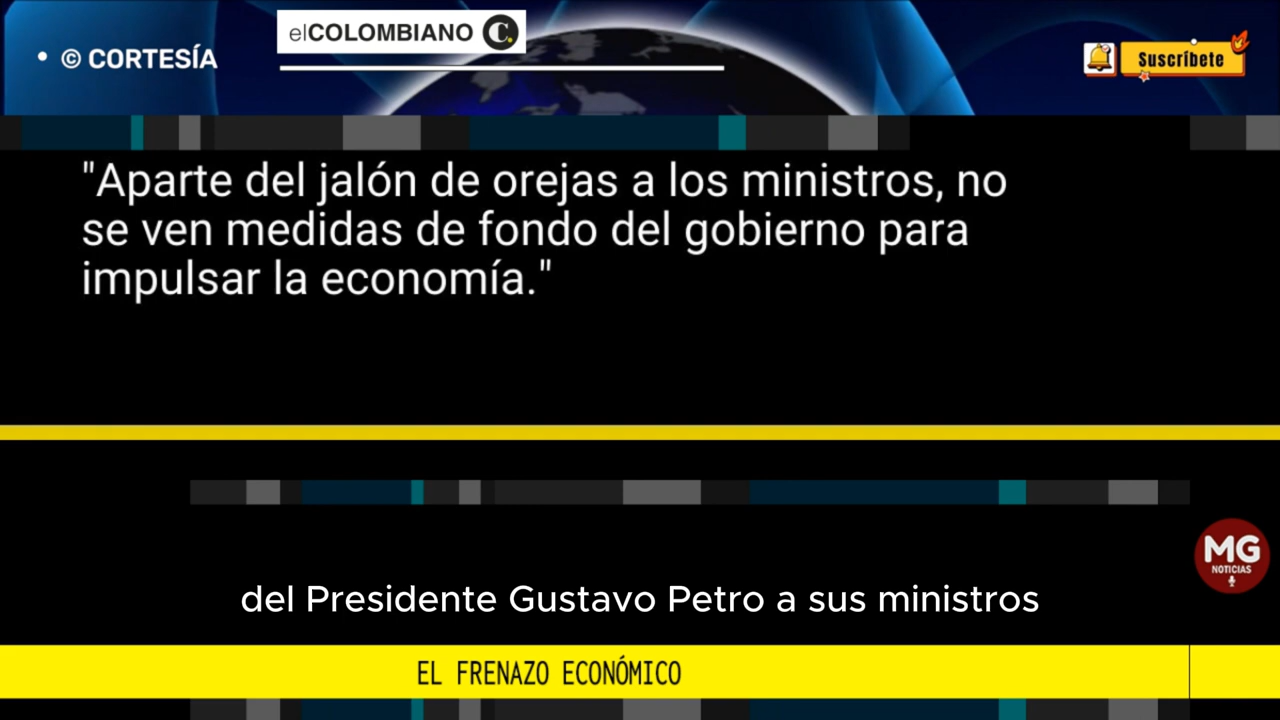 • © CORTESÍA
elCOLOMBIANO C.
Suscríbete
"Aparte del jalón de orejas a los ministros, no
se ven medidas de fondo del gobierno para
impulsar la economía."
MG
NOTICIAS
del Presidente Gustavo Petro a sus ministros
EL FRENAZO ECONÓMICO